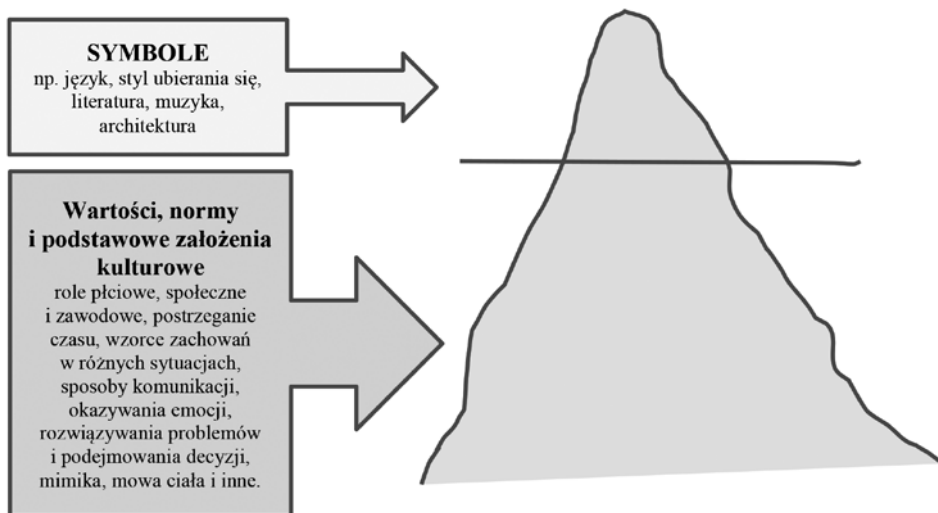 SYMBOLE
np. język, styl ubierania się,
literatura, muzyka,
architektura
Wartości, normy
i podstawowe założenia
kulturowe
role płciowe, społeczne
i zawodowe, postrzeganie
czasu, wzorce zachowań
w różnych sytuacjach,
sposoby komunikacji,
okazywania emocji,
rozwiązywania problemów
i podejmowania decyzji,
mimika, mowa ciała i inne.